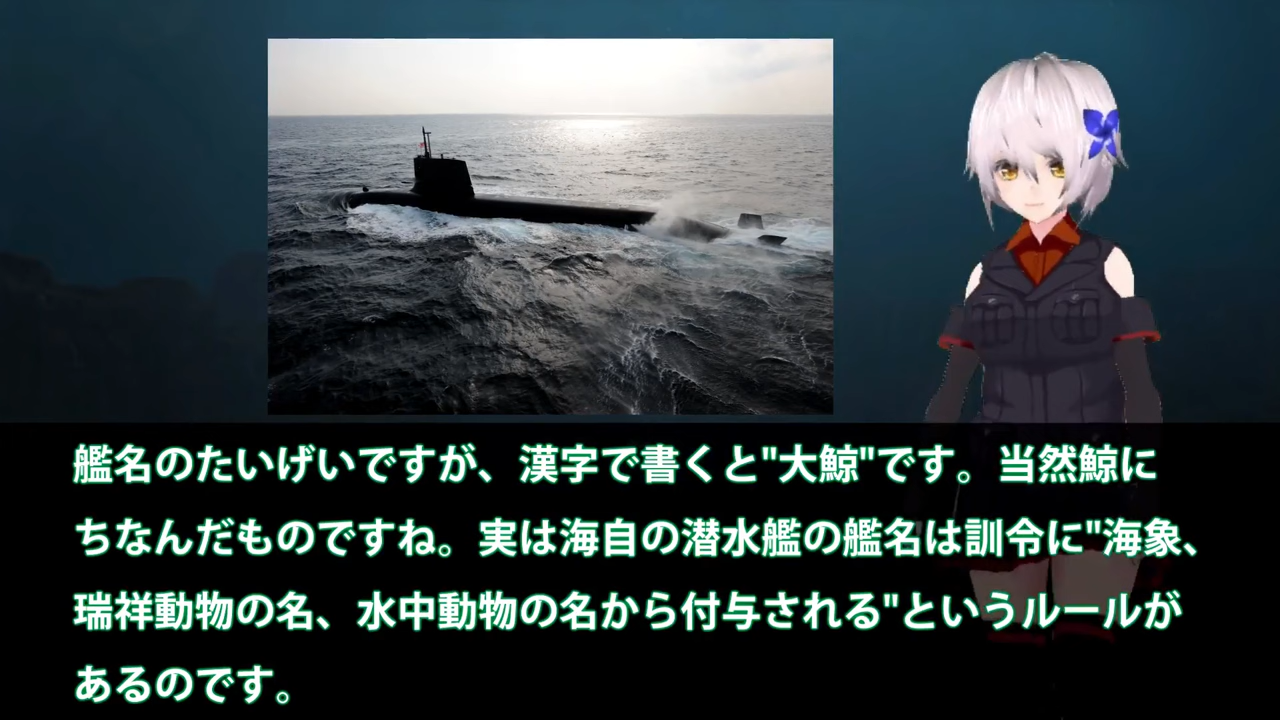 艦名のたいげいですが、漢字で書くと"大鯨"です。当然鯨に
ちなんだものですね。実は海自の潜水艦の艦名は訓令に"海象、
瑞祥動物の名、水中動物の名から付与される"というルールが
あるのです。